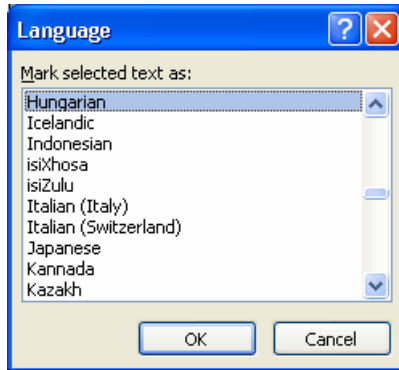 Language
Mark selected text as:
Hungarian
Icelandic
Indonesian
isiXhosa
isiZulu
Italian (Italy)
Italian (Switzerland)
Japanese
Kannada
Kazakh
OK Cancel